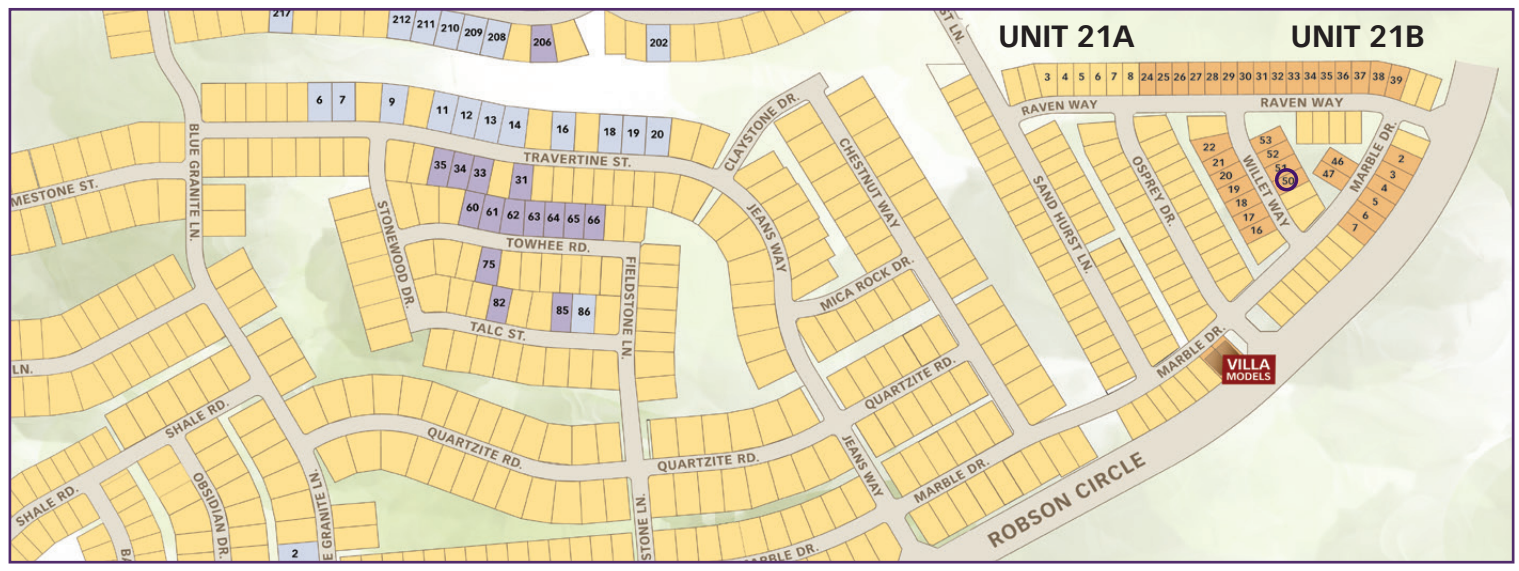 217
212 211 210 209 208
206
202
ST LN.
UNIT 21A
UNIT 21B
3 4 5 6 7 8 24 25 26 27 28 29 30 31 32 33 34 35 36 37 38 39
RAVEN WAY
RAVEN WAY
6 7
9
11 12 13 14
16
18 19 20
CLAYSTONE DR.
CHESTNUT WAY
BLUE GRANITE LN.
TRAVERTINE ST.
35 34 33
31
22
21
20
19
18
17
16
53
52
51
50
46
47
2
3
4
5
6
7
WILLET WAY
MARBLE DR.
OSPREY DR.
SAND HURST LN.
MESTONE ST.
STONEWOOD DR.
60 61 62 63 64 65 66
TOWHEE RD.
JEANS WAY
75
FIELDSTONE LN.
MICA ROCK DR.
82
85 86
TALC ST.
MARBLE DR.
VILLA
MODELS
LN.
QUARTZITE RD.
SHALE RD.
QUARTZITE RD.
QUARTZITE RD.
JEANS WAY
MARBLE DR.
ROBSON CIRCLE
SHALE RD.
OBSIDIAN DR.
E GRANITE LN.
STONE LN.
2
BA
ARBLE DR.